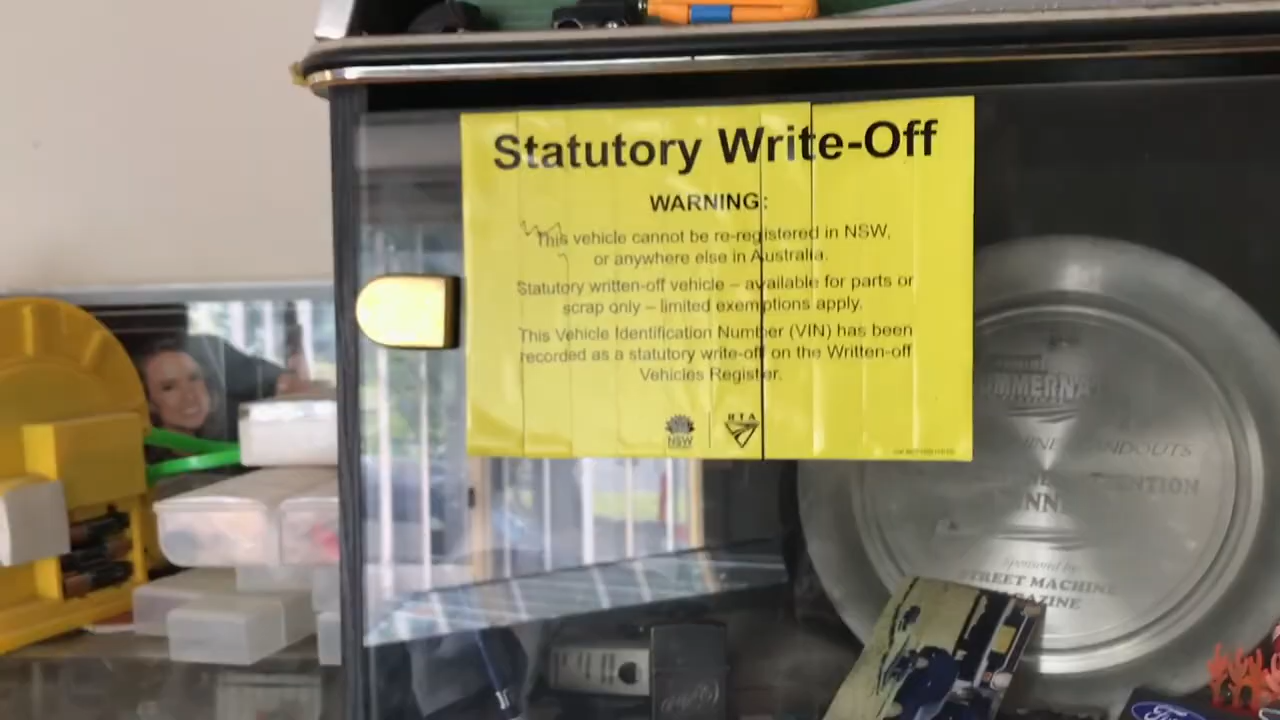 Statutory Write-Off
WARNING:
This vehicle cannot be re-registered in NSW,
or anywhere else in Australia.
Statutory written-off vehicle – available for parts or
scrap only – limited exemptions apply.
This Vehicle Identification Number (VIN) has been
recorded as a statutory write-off on the Written-off
Vehicles Register.
NSW
RTA
Sponsored by
STREET MACHINE
MAGAZINE
Ford